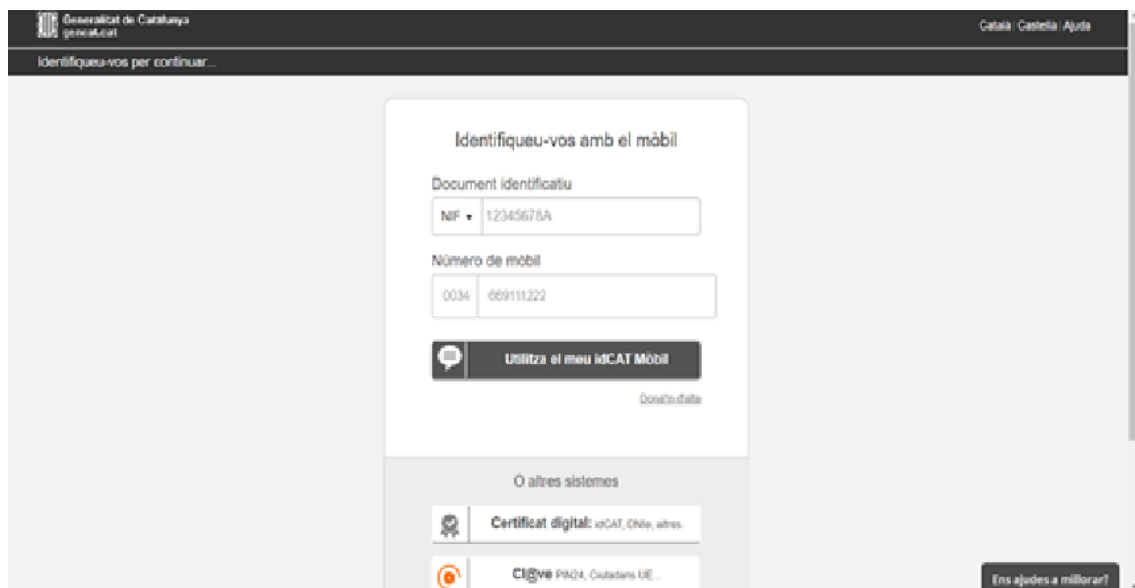 Generalitat de Catalunya
gencat.cat
Català | Castellà | Ajuda
Identifiqueu-vos per continuar...
Identifiqueu-vos amb el mòbil
Document identificatiu
NIF 12345678A
Número de mòbil
0034 669111222
Utilitza el meu idCAT Mòbil
Dona'm d'alta
O altres sistemes
Certificat digital: idCAT, DNIe, altres.
Cl@ve PIN24, Ciutadans UE...
Ens ajudes a millorar?